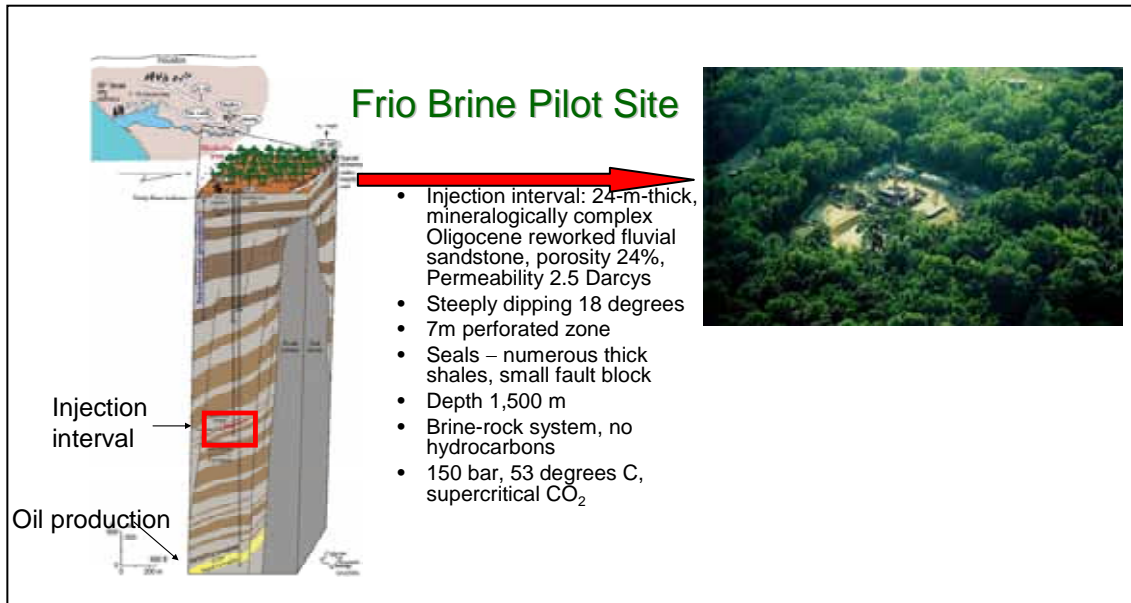 Houston
Frio Brine Pilot Site
• Injection interval: 24-m-thick,
mineralogically complex
Oligocene reworked fluvial
sandstone, porosity 24%,
Permeability 2.5 Darcys
• Steeply dipping 18 degrees
• 7m perforated zone
• Seals – numerous thick
shales, small fault block
• Depth 1,500 m
• Brine-rock system, no
hydrocarbons
• 150 bar, 53 degrees C,
supercritical CO₂
Injection
interval
Oil production